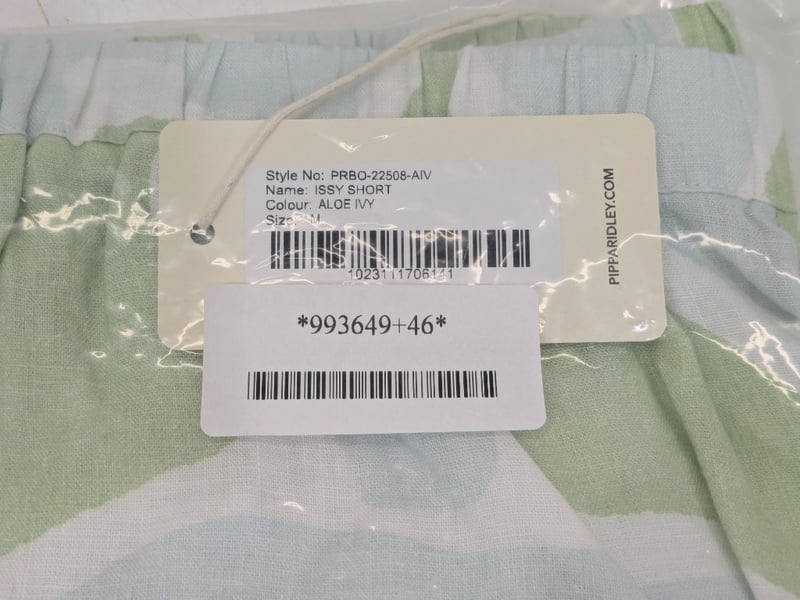 Style No: PRBO-22508-AIV
Name: ISSY SHORT
Colour: ALOE IVY
Size: M
1023111706141
PIPPARIDLEY.COM
*993649+46*